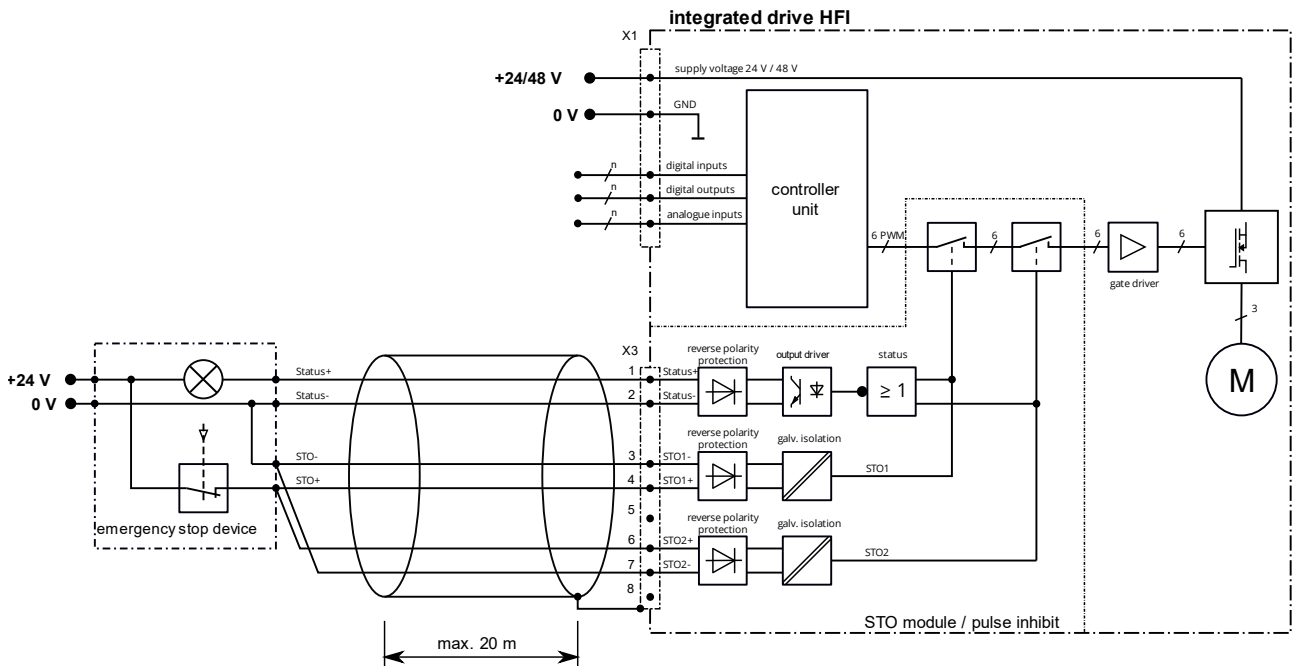 integrated drive HFI
X1
+24/48 V
supply voltage 24 V / 48 V
0 V
GND
n
digital inputs
n
digital outputs
n
analogue inputs
controller
unit
6 PWM
6
6
6
gate driver
3
M
X3
reverse polarity
protection
output driver
status
+24 V
0 V
Status+
1
Status+
Status-
2
Status-
≥ 1
reverse polarity
protection
galv. isolation
STO-
3
STO1-
STO+
4
STO1+
STO1
5
emergency stop device
reverse polarity
protection
galv. isolation
6
STO2+
7
STO2-
STO2
8
STO module / pulse inhibit
max. 20 m